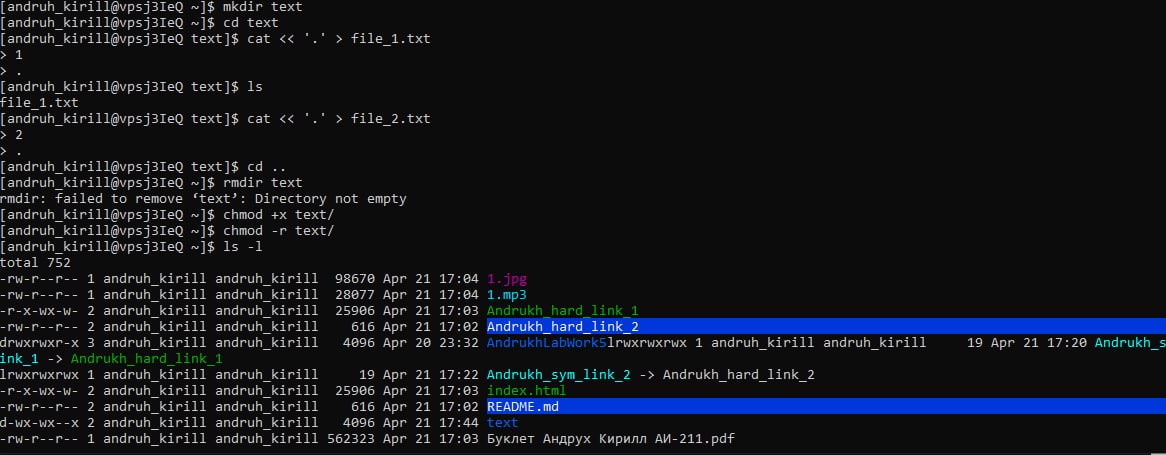 [andruh_kirill@vpsj3IeQ ~]$ mkdir text
[andruh_kirill@vpsj3IeQ ~]$ cd text
[andruh_kirill@vpsj3IeQ text]$ cat << '.' > file_1.txt
> 1
> .
[andruh_kirill@vpsj3IeQ text]$ ls
file_1.txt
[andruh_kirill@vpsj3IeQ text]$ cat << '.' > file_2.txt
> 2
> .
[andruh_kirill@vpsj3IeQ text]$ cd ..
[andruh_kirill@vpsj3IeQ ~]$ rmdir text
rmdir: failed to remove ‘text’: Directory not empty
[andruh_kirill@vpsj3IeQ ~]$ chmod +x text/
[andruh_kirill@vpsj3IeQ ~]$ chmod -r text/
[andruh_kirill@vpsj3IeQ ~]$ ls -l
total 752
-rw-r--r-- 1 andruh_kirill andruh_kirill  98670 Apr 21 17:04 1.jpg
-rw-r--r-- 1 andruh_kirill andruh_kirill  28077 Apr 21 17:04 1.mp3
-r-x-wx-w- 2 andruh_kirill andruh_kirill  25906 Apr 21 17:03 Andrukh_hard_link_1
-rw-r--r-- 2 andruh_kirill andruh_kirill    616 Apr 21 17:02 Andrukh_hard_link_2
drwxrwxr-x 3 andruh_kirill andruh_kirill   4096 Apr 20 23:32 AndrukhLabWork5lrwxrwxrwx 1 andruh_kirill andruh_kirill     19 Apr 21 17:20 Andrukh_s
ink_1 -> Andrukh_hard_link_1
lrwxrwxrwx 1 andruh_kirill andruh_kirill     19 Apr 21 17:22 Andrukh_sym_link_2 -> Andrukh_hard_link_2
-r-x-wx-w- 2 andruh_kirill andruh_kirill  25906 Apr 21 17:03 index.html
-rw-r--r-- 2 andruh_kirill andruh_kirill    616 Apr 21 17:02 README.md
d-wx-wx--x 2 andruh_kirill andruh_kirill   4096 Apr 21 17:44 text
-rw-r--r-- 1 andruh_kirill andruh_kirill 562323 Apr 21 17:03 Буклет Андрух Кирилл АИ-211.pdf